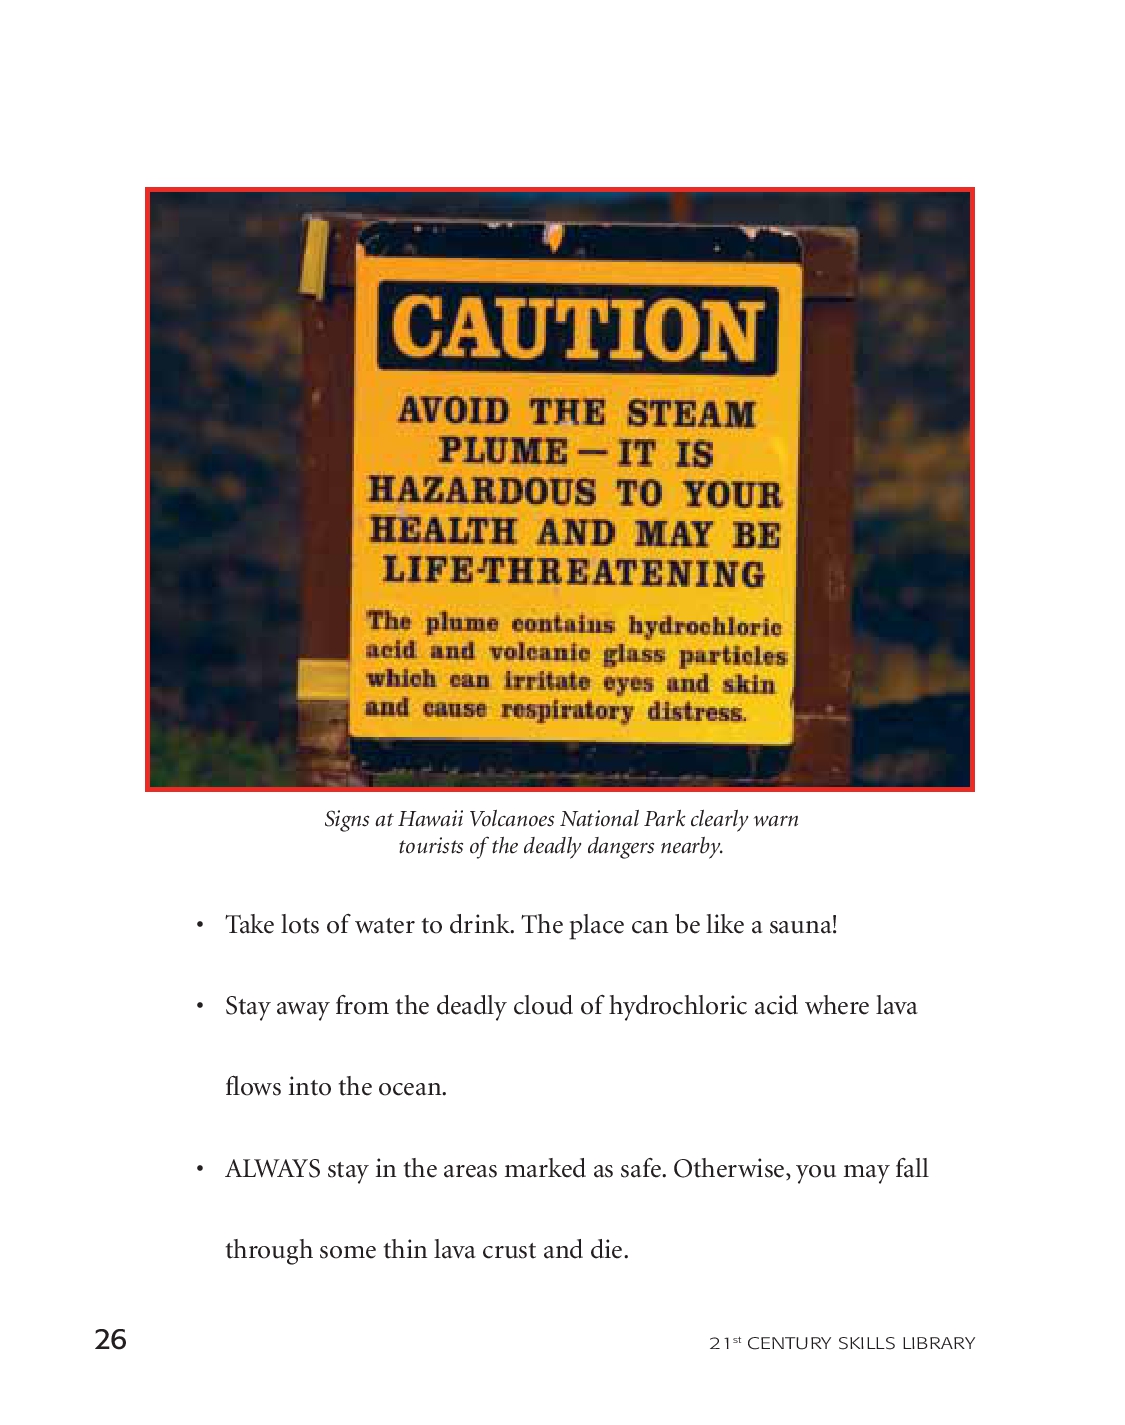 CAUTION
AVOID THE STEAM
PLUME — IT IS
HAZARDOUS TO YOUR
HEALTH AND MAY BE
LIFE-THREATENING
The plume contains hydrochloric
acid and volcanic glass particles
which can irritate eyes and skin
and cause respiratory distress.
Signs at Hawaii Volcanoes National Park clearly warn
tourists of the deadly dangers nearby.
• Take lots of water to drink. The place can be like a sauna!
• Stay away from the deadly cloud of hydrochloric acid where lava
flows into the ocean.
• ALWAYS stay in the areas marked as safe. Otherwise, you may fall
through some thin lava crust and die.
26
21st CENTURY SKILLS LIBRARY